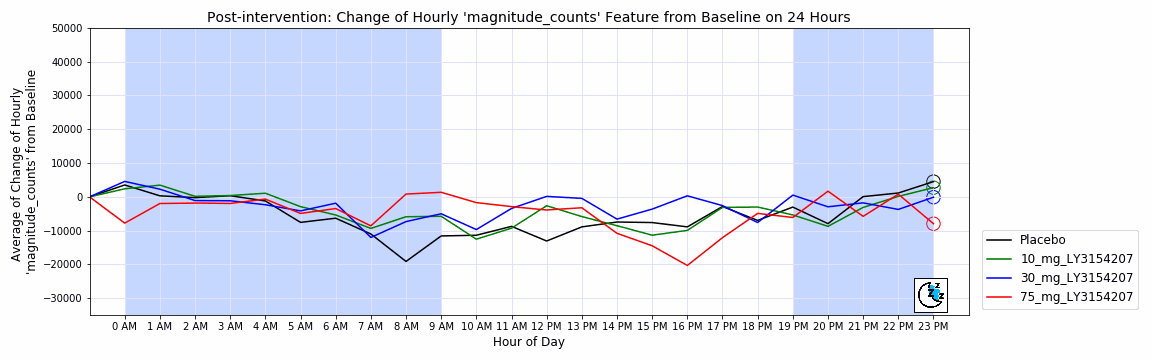 Post-intervention: Change of Hourly 'magnitude_counts' Feature from Baseline on 24 Hours
Average of Change of Hourly
'magnitude_counts' from Baseline
50000
40000
30000
20000
10000
0
−10000
−20000
−30000
0 AM 1 AM 2 AM 3 AM 4 AM 5 AM 6 AM 7 AM 8 AM 9 AM 10 AM 11 AM 12 PM 13 PM 14 PM 15 PM 16 PM 17 PM 18 PM 19 PM 20 PM 21 PM 22 PM 23 PM
Hour of Day
Placebo
10_mg_LY3154207
30_mg_LY3154207
75_mg_LY3154207